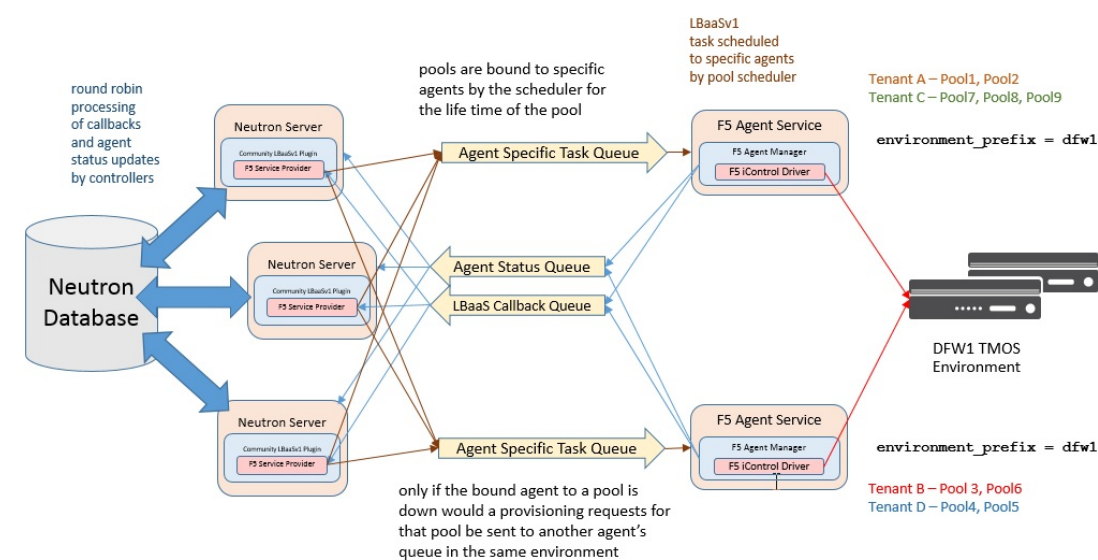 LBaaSv1
task scheduled
to specific agents
by pool scheduler
pools are bound to specific
agents by the scheduler for
the life time of the pool
round robin
processing
of callbacks
and agent
status updates
by controllers
Tenant A – Pool1, Pool2
Tenant C – Pool7, Pool8, Pool9
environment_prefix = dfw1
Neutron Server
Community LBaaSv1 Plugin
F5 Service Provider
Agent Specific Task Queue
F5 Agent Service
F5 Agent Manager
F5 iControl Driver
Neutron
Database
Neutron Server
Community LBaaSv1 Plugin
F5 Service Provider
Agent Status Queue
LBaaS Callback Queue
DFW1 TMOS
Environment
Neutron Server
Community LBaaSv1 Plugin
F5 Service Provider
Agent Specific Task Queue
F5 Agent Service
F5 Agent Manager
F5 iControl Driver
environment_prefix = dfw1
only if the bound agent to a pool is
down would a provisioning requests for
that pool be sent to another agent's
queue in the same environment
Tenant B – Pool 3, Pool6
Tenant D – Pool4, Pool5